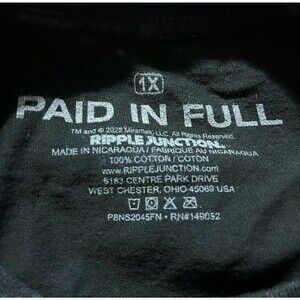 1X
PAID IN FULL
TM and © 2023 Miramax, LLC. All Rights Reserved.
RIPPLE JUNCTION.
MADE IN NICARAGUA / FABRIQUÉ AU NICARAGUA
100% COTTON / COTON
www.RIPPLEJUNCTION.com
5183 CENTRE PARK DRIVE
WEST CHESTER, OHIO 45069 USA
P8NS2045FN • RN#149052